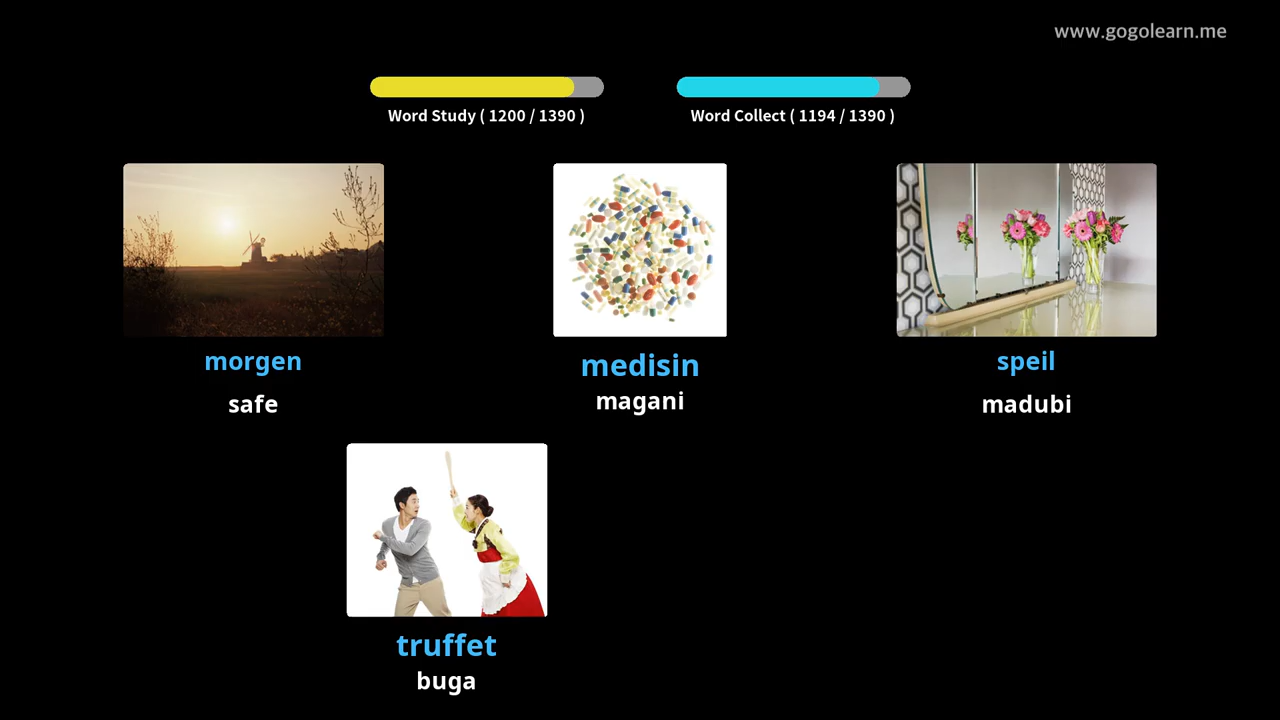 www.gogolearn.me
Word Study ( 1200 / 1390 )
Word Collect ( 1194 / 1390 )
morgen
safe
medisin
magani
speil
madubi
truffet
buga